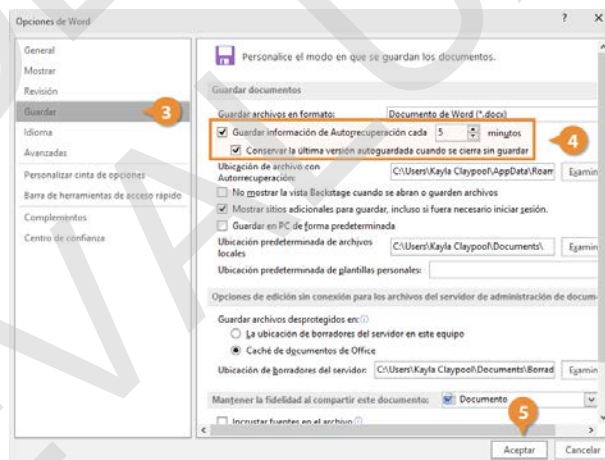 Opciones de Word
? X
General
Mostrar
Revisión
Guardar
3
Idioma
Avanzadas
Personalizar cinta de opciones
Barra de herramientas de acceso rápido
Complementos
Centro de confianza
Personalice el modo en que se guardan los documentos.
Guardar documentos
Guardar archivos en formato: Documento de Word (*.docx)
Guardar información de Autorrecuperación cada 5 minutos
4
Conservar la última versión autoguardada cuando se cierra sin guardar
Ubicación de archivo con
Autorrecuperación: C:\Users\Kayla Claypool\AppData\Roam Examin
No mostrar la vista Backstage cuando se abran o guarden archivos
Mostrar sitios adicionales para guardar, incluso si fuera necesario iniciar sesión.
Guardar en PC de forma predeterminada
Ubicación predeterminada de archivos
locales C:\Users\Kayla Claypool\Documents\ Examin
Ubicación predeterminada de plantillas personales:
Opciones de edición sin conexión para los archivos del servidor de administración de docum
Guardar archivos desprotegidos en:
La ubicación de borradores del servidor en este equipo
Caché de documentos de Office
Ubicación de borradores del servidor: C:\Users\Kayla Claypool\Documents\Borrad Examin
Mantener la fidelidad al compartir este documento: Documento
5
Incrustar fuentes en el archivo
Aceptar Cancelar